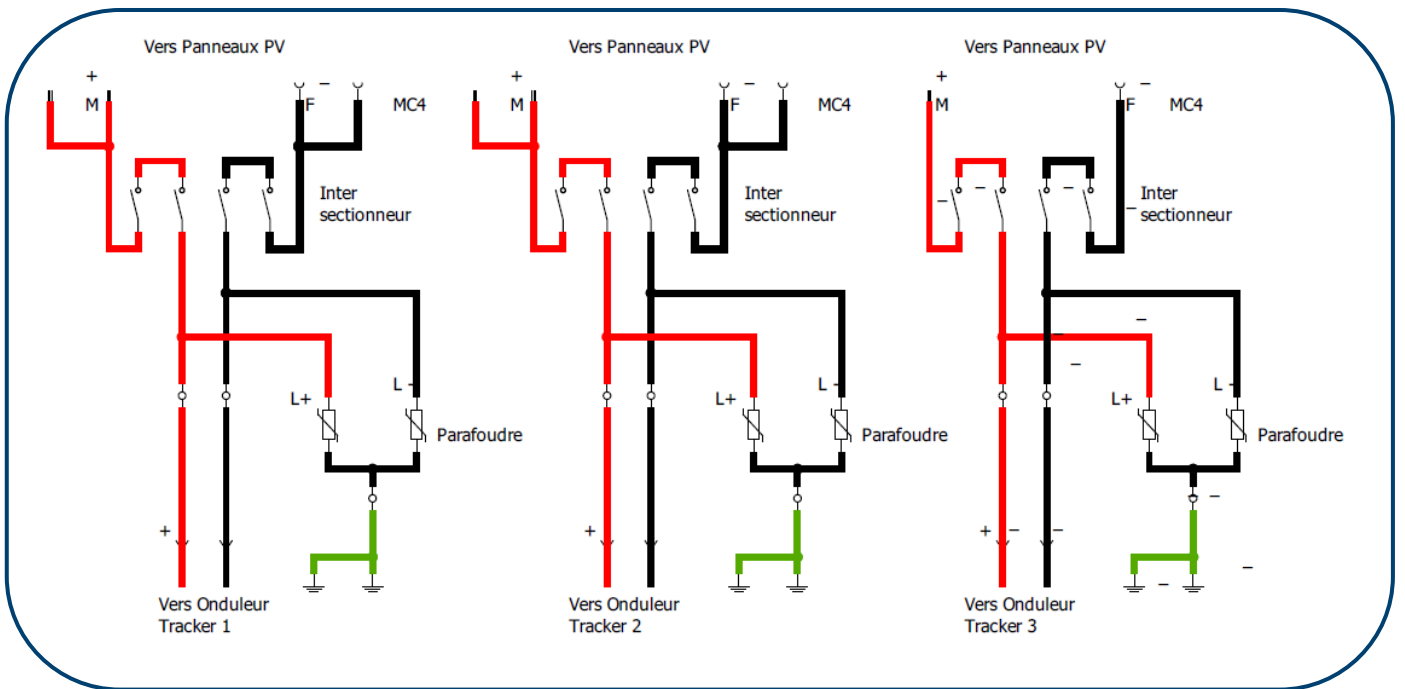 Vers Panneaux PV
Vers Panneaux PV
Vers Panneaux PV
+ − + − + −
M F MC4
M F MC4
M F MC4
Inter
sectionneur
Inter
sectionneur
Inter
sectionneur
L+ L - Parafoudre
L+ L - Parafoudre
L+ L - Parafoudre
+ + +
Vers Onduleur
Tracker 1
Vers Onduleur
Tracker 2
Vers Onduleur
Tracker 3